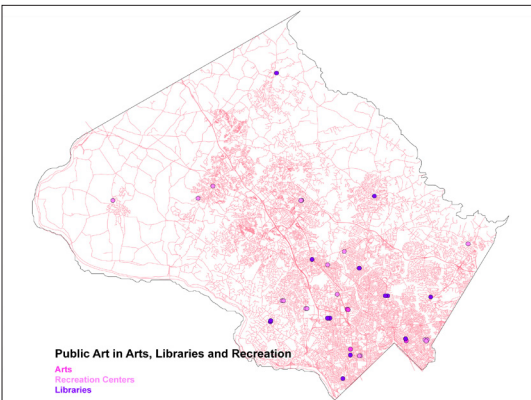 Public Art in Arts, Libraries and Recreation
Arts
Recreation Centers
Libraries